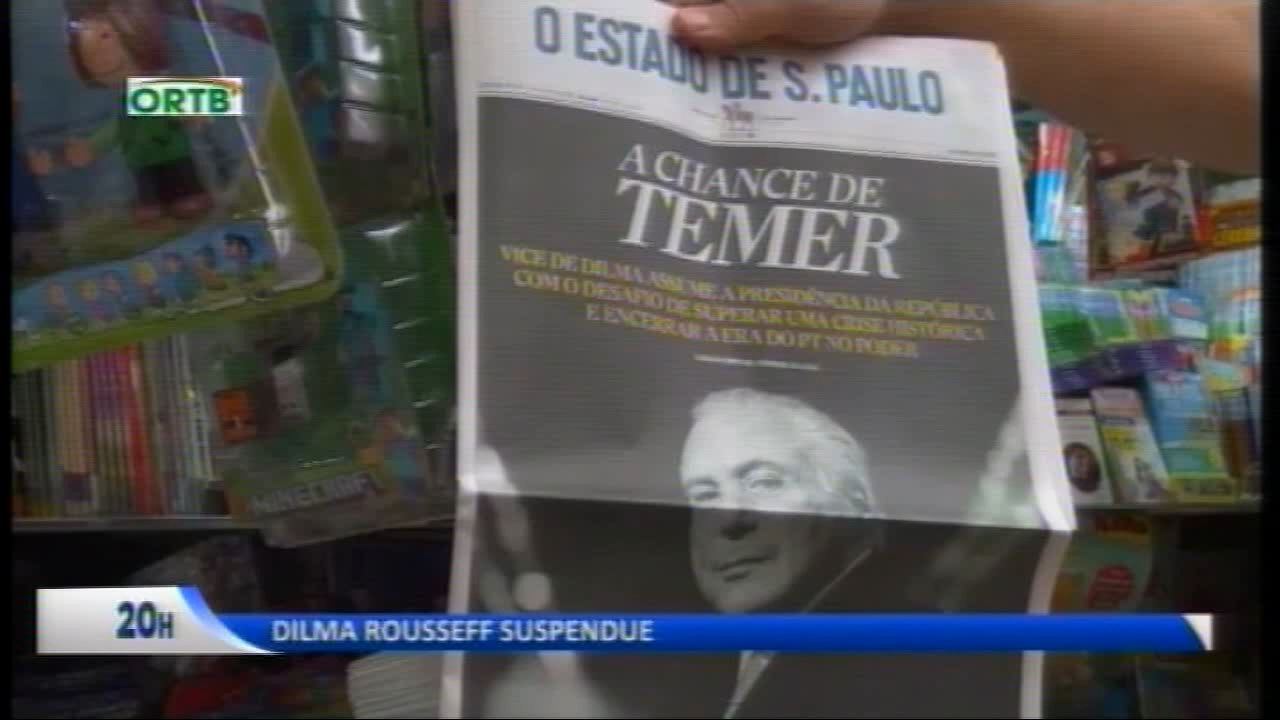 ORTB
O ESTADO DE S. PAULO
A CHANCE DE
TEMER
VICE DE DILMA ASSUME A PRESIDÊNCIA DA REPÚBLICA
COM O DESAFIO DE SUPERAR UMA CRISE HISTÓRICA
E ENCERRAR A ERA DO PT NO PODER
MINECRAFT
20H
DILMA ROUSSEFF SUSPENDUE